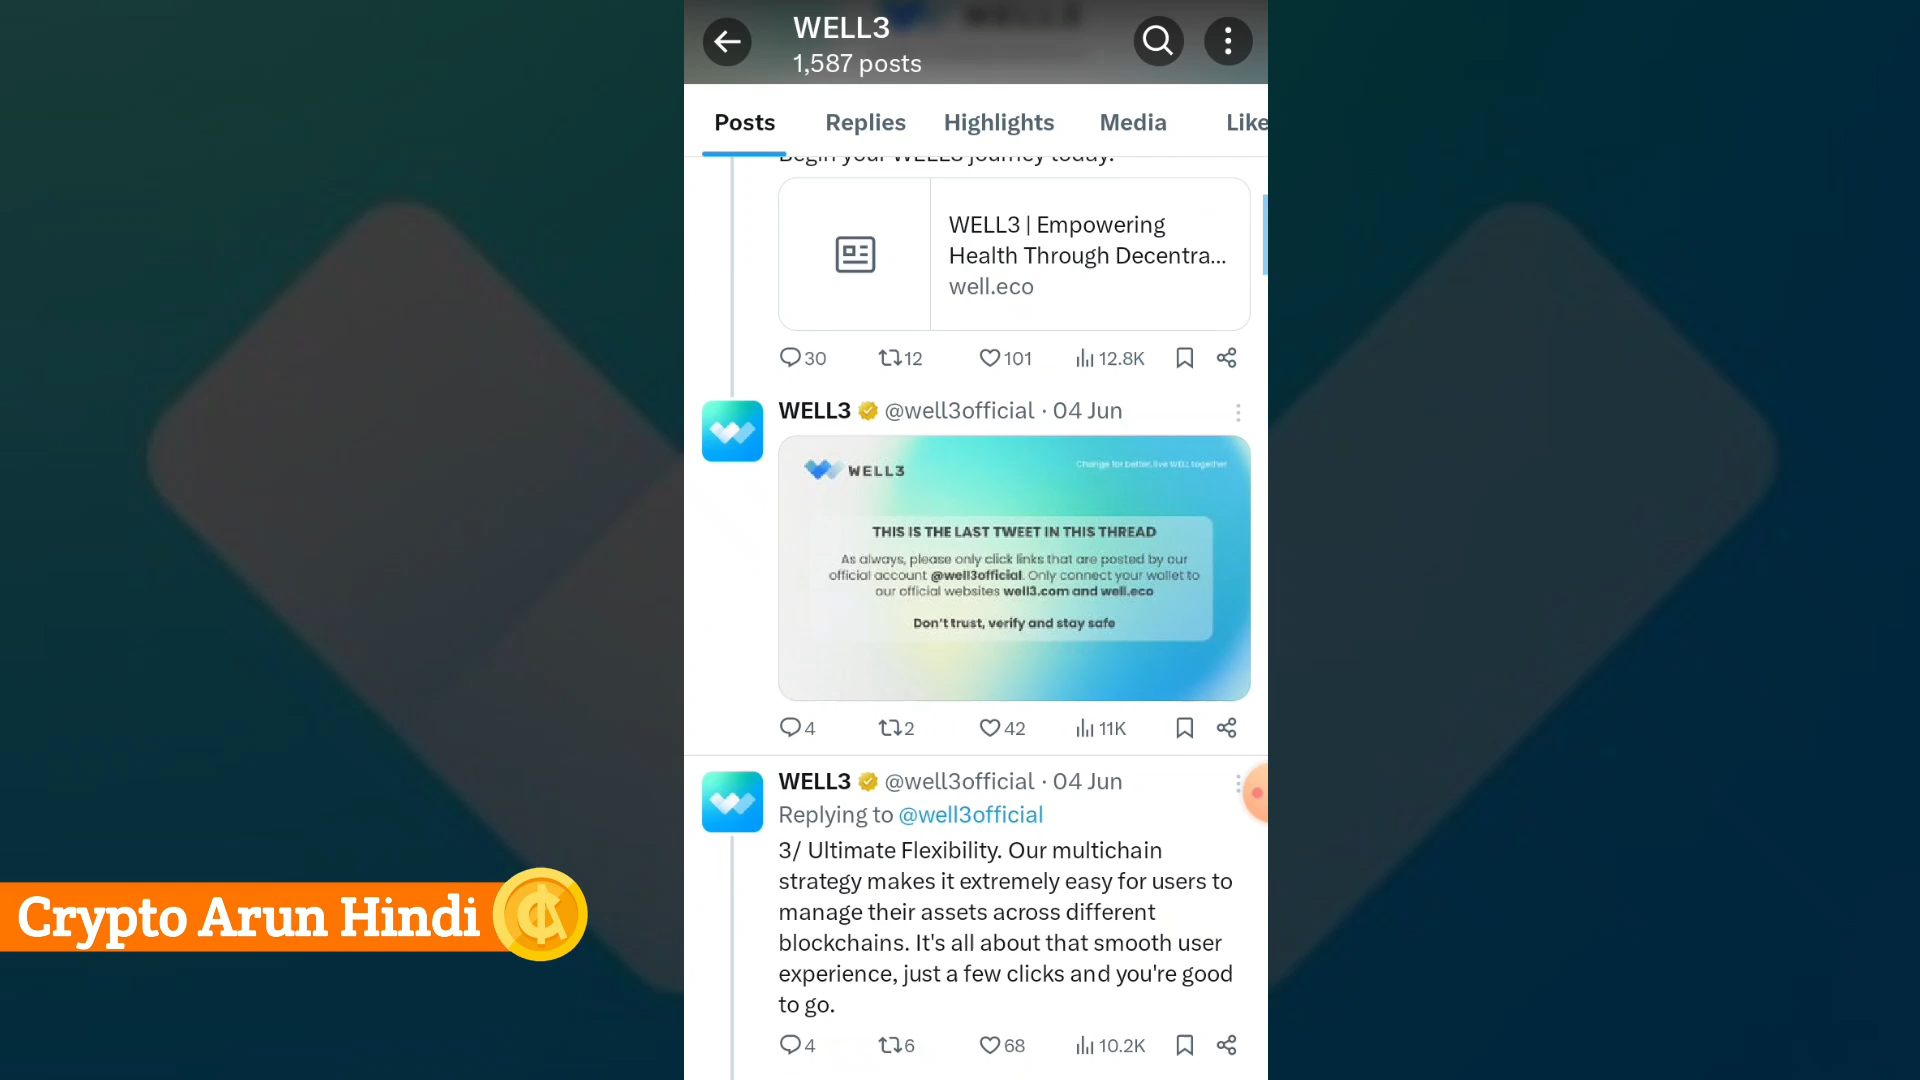 WELL3
1,587 posts
Posts Replies Highlights Media Like
Begin your WELL3 journey today.
WELL3 | Empowering
Health Through Decentra...
well.eco
30 12 101 12.8K
WELL3 @well3official · 04 Jun
WELL3
Change for better, live WELL together
THIS IS THE LAST TWEET IN THIS THREAD
As always, please only click links that are posted by our
official account @well3official. Only connect your wallet to
our official websites well3.com and well.eco
Don't trust, verify and stay safe
4 2 42 11K
WELL3 @well3official · 04 Jun
Replying to @well3official
3/ Ultimate Flexibility. Our multichain
strategy makes it extremely easy for users to
manage their assets across different
blockchains. It's all about that smooth user
experience, just a few clicks and you're good
to go.
4 6 68 10.2K
Crypto Arun Hindi